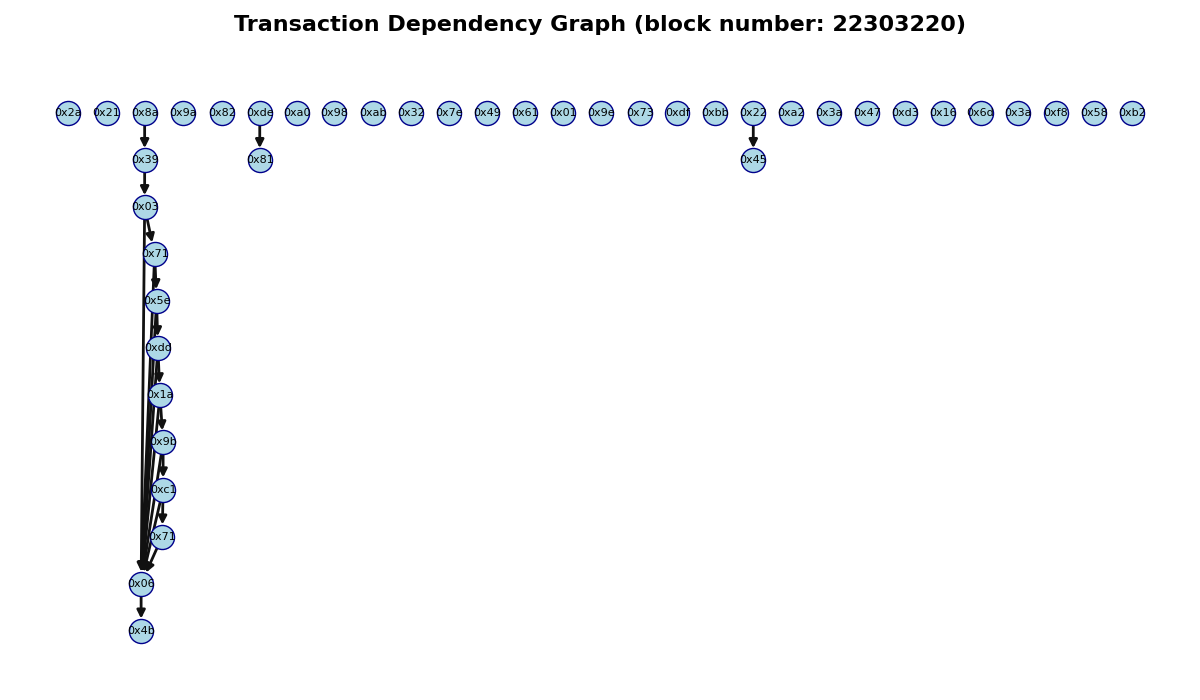 Transaction Dependency Graph (block number: 22303220)
0x2a 0x21 0x8a 0x9a 0x82 0xde 0xa0 0x98 0xab 0x32 0x7e 0x49 0x61 0x01 0x9e 0x73 0xdf 0xbb 0x22 0xa2 0x3a 0x47 0xd3 0x16 0x6d 0x3a 0xf8 0x58 0xb2
0x39 0x81 0x45
0x03
0x71
0x5e
0xdd
0x1a
0x9b
0xc1
0x71
0x06
0x4b